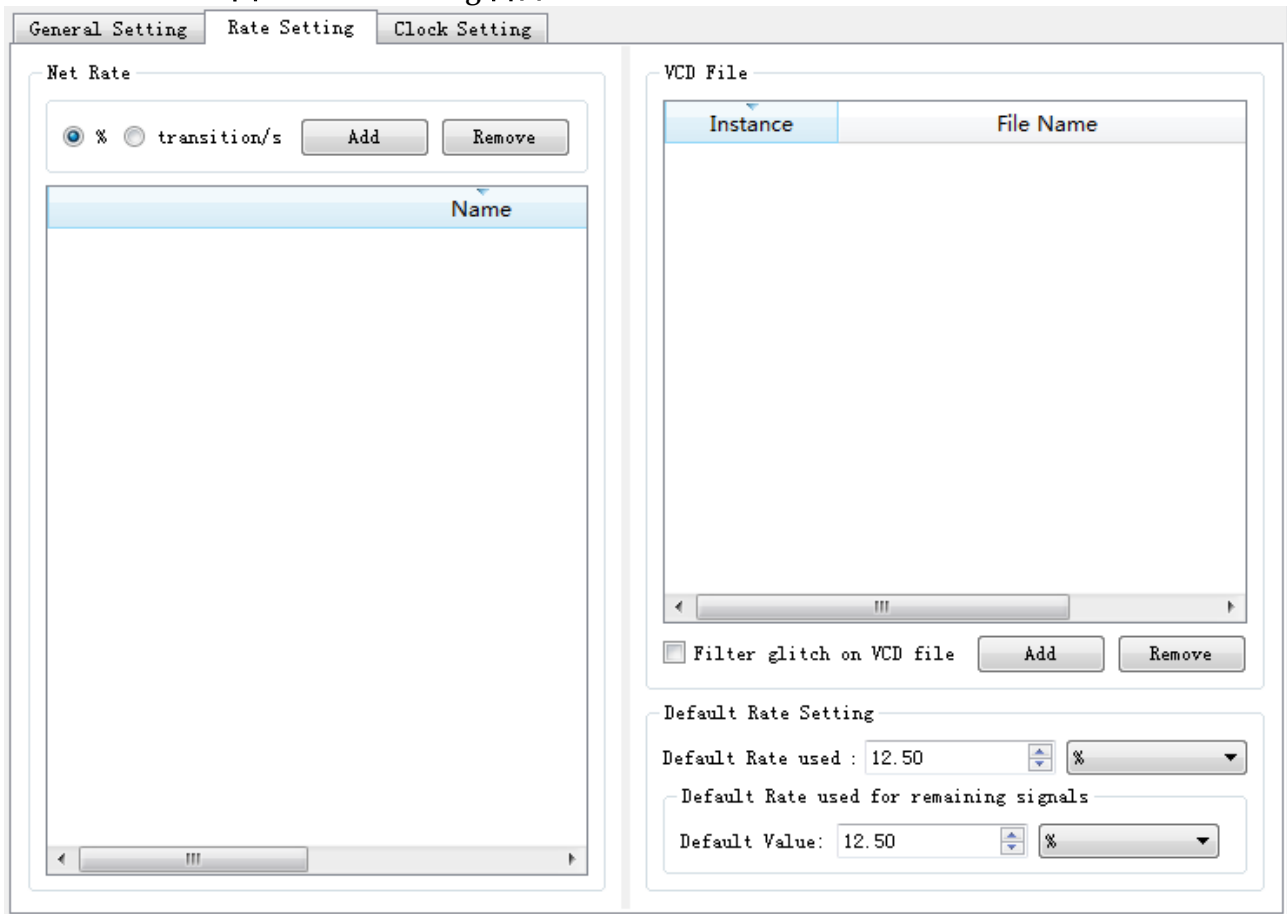 General Setting Rate Setting Clock Setting
Net Rate
% transition/s Add Remove
Name
VCD File
Instance File Name
Filter glitch on VCD file Add Remove
Default Rate Setting
Default Rate used : 12.50 %
Default Rate used for remaining signals
Default Value: 12.50 %